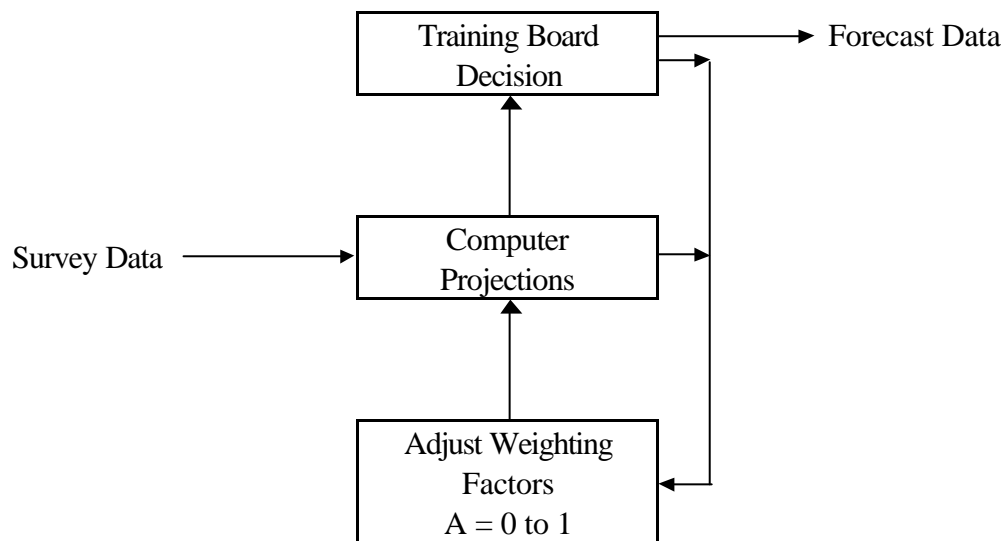 Training Board
Decision
Forecast Data
Survey Data
Computer
Projections
Adjust Weighting
Factors
A = 0 to 1